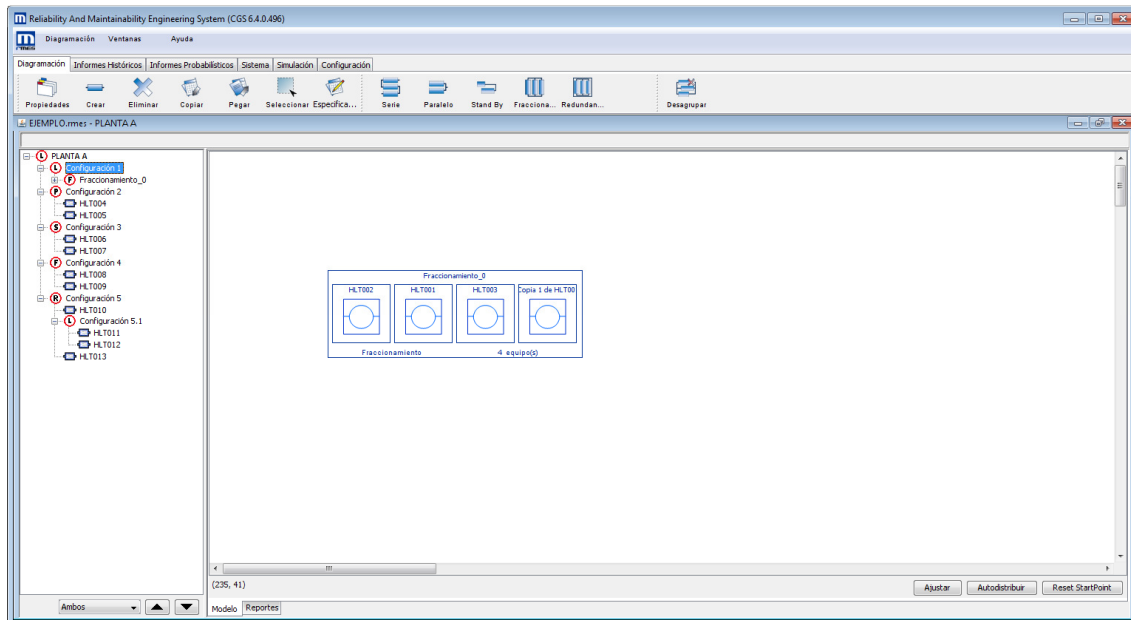 Reliability And Maintainability Engineering System (CGS 6.4.0.496)
Diagramación Ventanas Ayuda
Diagramación Informes Históricos Informes Probabilísticos Sistema Simulación Configuración
Propiedades Crear Eliminar Copiar Pegar Seleccionar Especifica... Serie Paralelo Stand By Fracciona... Redundan... Desagrupar
EJEMPLO.rmes - PLANTA A
L PLANTA A
L Configuración 1
F Fraccionamiento_0
P Configuración 2
HLT004
HLT005
S Configuración 3
HLT006
HLT007
F Configuración 4
HLT008
HLT009
R Configuración 5
HLT010
L Configuración 5.1
HLT011
HLT012
HLT013
Fraccionamiento_0
HLT002 HLT001 HLT003 Copia 1 de HLT00
Fraccionamiento 4 equipo(s)
(235, 41)
Ajustar Autodistribuir Reset StartPoint
Ambos
Modelo Reportes